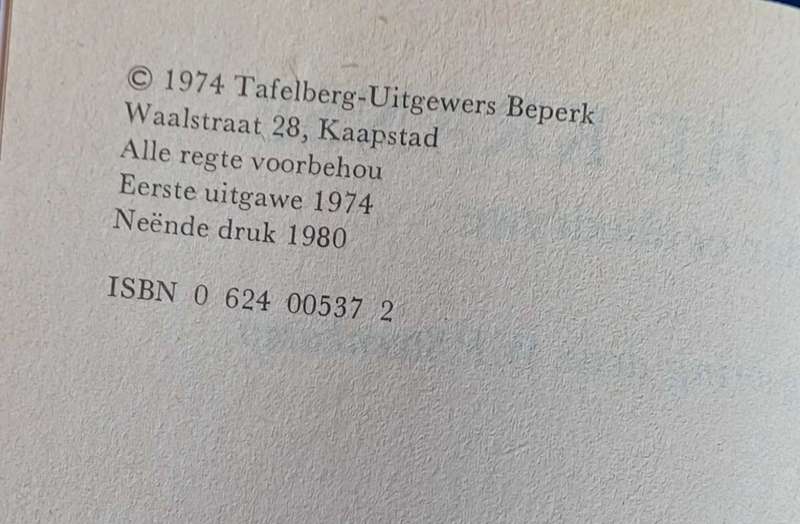 © 1974 Tafelberg-Uitgewers Beperk
Waalstraat 28, Kaapstad
Alle regte voorbehou
Eerste uitgawe 1974
Neënde druk 1980
ISBN 0 624 00537 2